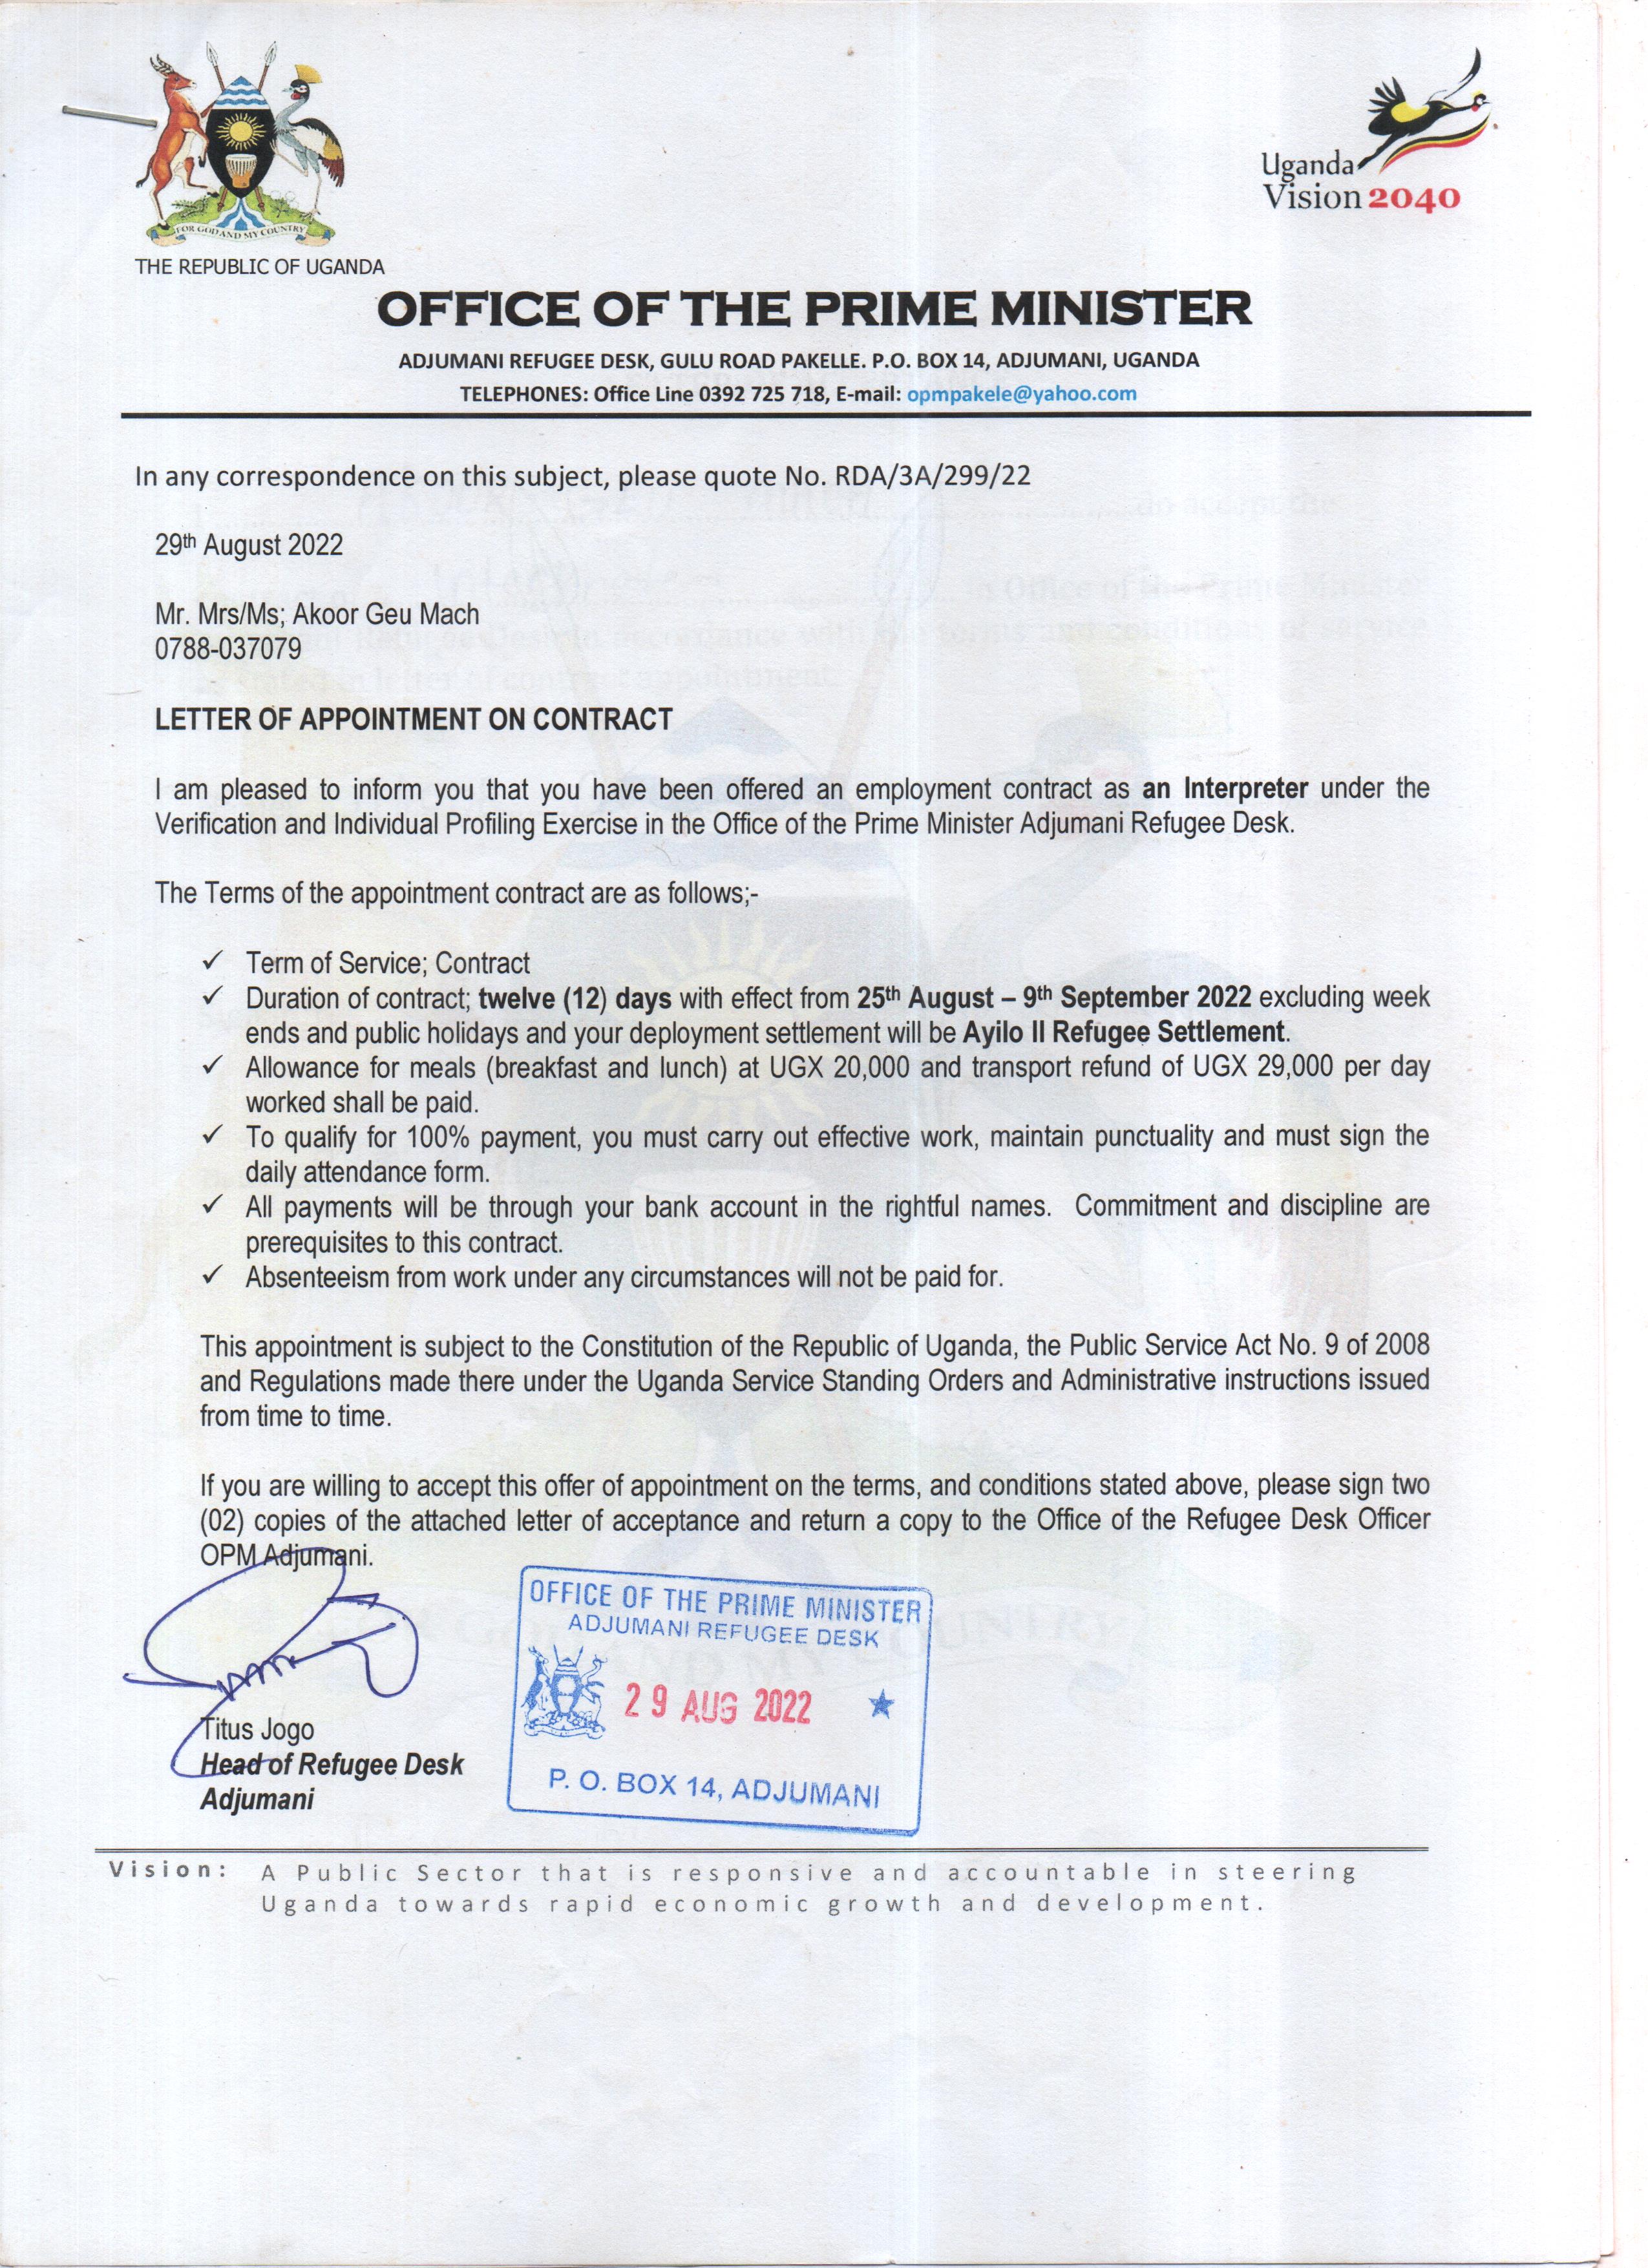 FOR GOD AND MY COUNTRY
THE REPUBLIC OF UGANDA
Uganda
Vision 2040
OFFICE OF THE PRIME MINISTER
ADJUMANI REFUGEE DESK, GULU ROAD PAKELLE. P.O. BOX 14, ADJUMANI, UGANDA
TELEPHONES: Office Line 0392 725 718, E-mail: opmpakele@yahoo.com
In any correspondence on this subject, please quote No. RDA/3A/299/22
29th August 2022
Mr. Mrs/Ms; Akoor Geu Mach
0788-037079
LETTER OF APPOINTMENT ON CONTRACT
I am pleased to inform you that you have been offered an employment contract as an Interpreter under the
Verification and Individual Profiling Exercise in the Office of the Prime Minister Adjumani Refugee Desk.
The Terms of the appointment contract are as follows;-
✓ Term of Service; Contract
✓ Duration of contract; twelve (12) days with effect from 25th August – 9th September 2022 excluding week
ends and public holidays and your deployment settlement will be Ayilo II Refugee Settlement.
✓ Allowance for meals (breakfast and lunch) at UGX 20,000 and transport refund of UGX 29,000 per day
worked shall be paid.
✓ To qualify for 100% payment, you must carry out effective work, maintain punctuality and must sign the
daily attendance form.
✓ All payments will be through your bank account in the rightful names. Commitment and discipline are
prerequisites to this contract.
✓ Absenteeism from work under any circumstances will not be paid for.
This appointment is subject to the Constitution of the Republic of Uganda, the Public Service Act No. 9 of 2008
and Regulations made there under the Uganda Service Standing Orders and Administrative instructions issued
from time to time.
If you are willing to accept this offer of appointment on the terms, and conditions stated above, please sign two
(02) copies of the attached letter of acceptance and return a copy to the Office of the Refugee Desk Officer
OPM Adjumani.
OFFICE OF THE PRIME MINISTER
ADJUMANI REFUGEE DESK
29 AUG 2022
P. O. BOX 14, ADJUMANI
Titus Jogo
Head of Refugee Desk
Adjumani
Vision: A Public Sector that is responsive and accountable in steering
Uganda towards rapid economic growth and development.